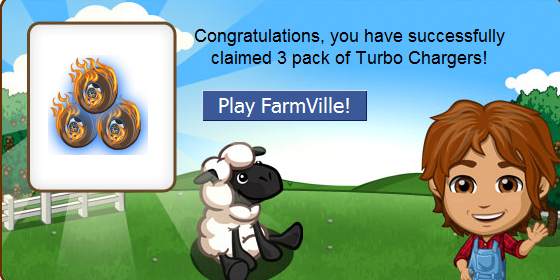 Congratulations, you have successfully
claimed 3 pack of Turbo Chargers!
Play FarmVille!